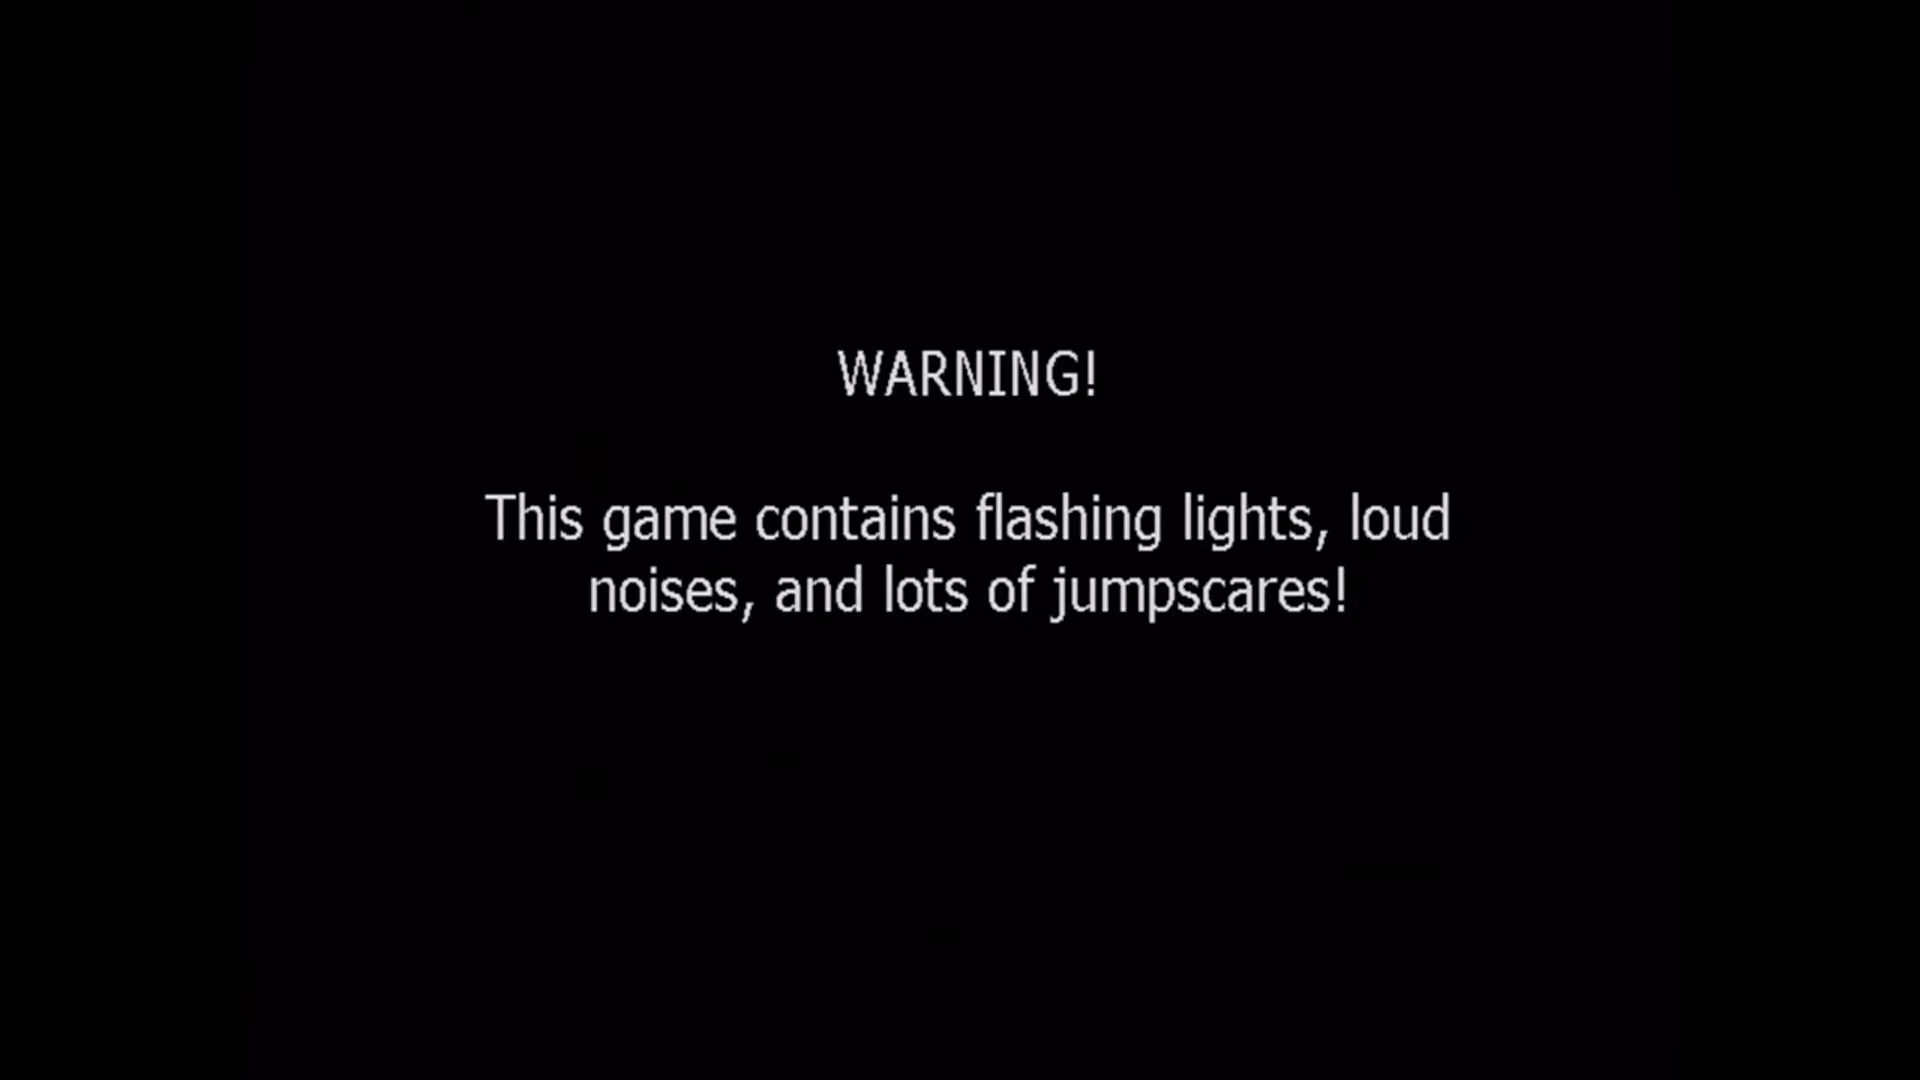 WARNING!
This game contains flashing lights, loud
noises, and lots of jumpscares!